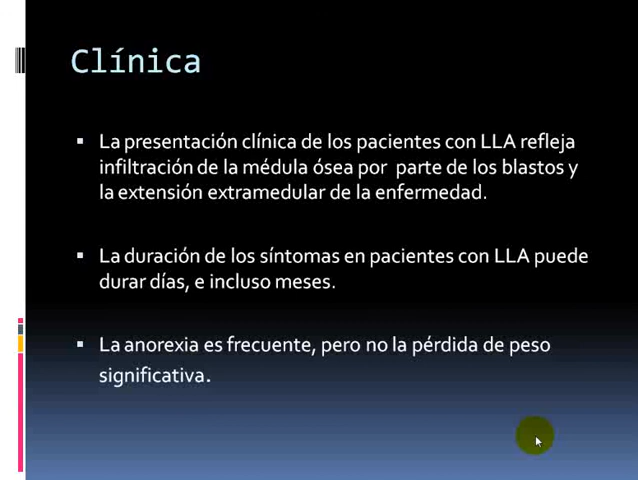 Clínica
La presentación clínica de los pacientes con LLA refleja
infiltración de la médula ósea por parte de los blastos y
la extensión extramedular de la enfermedad.
La duración de los síntomas en pacientes con LLA puede
durar días, e incluso meses.
La anorexia es frecuente, pero no la pérdida de peso
significativa.